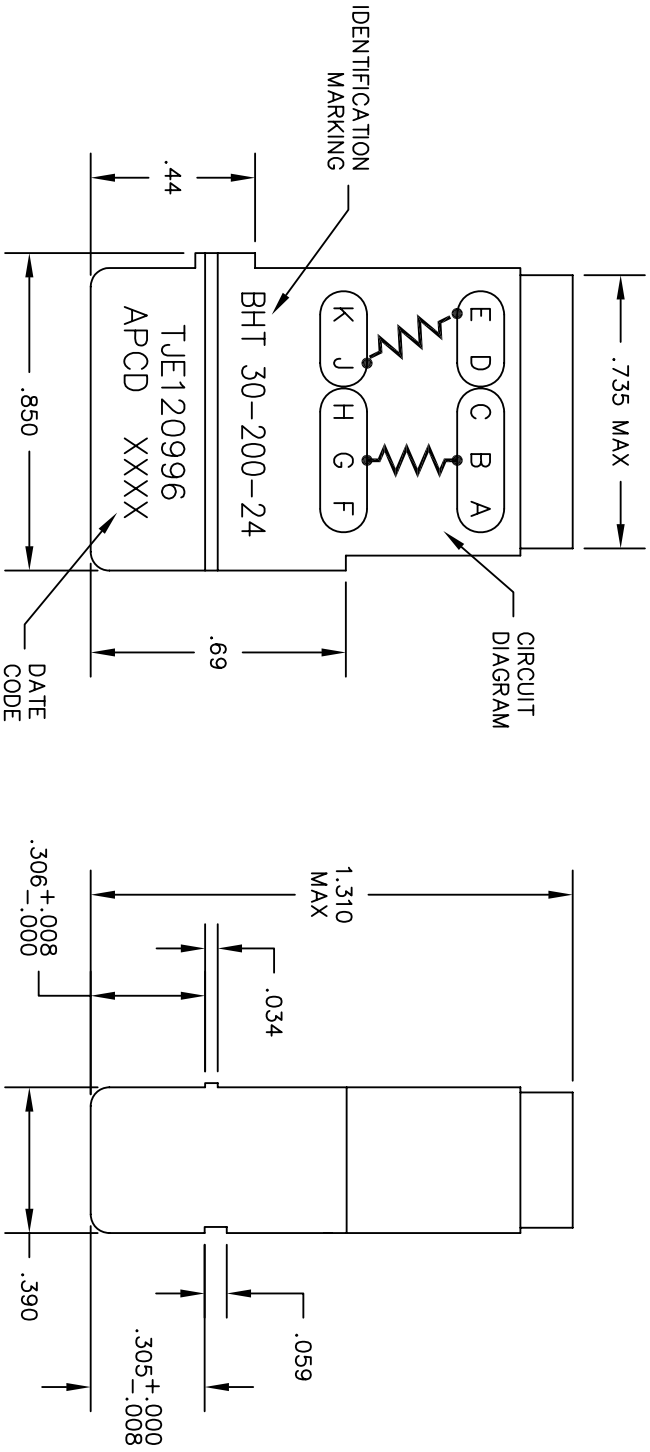 IDENTIFICATION
MARKING
.735 MAX
CIRCUIT
DIAGRAM
E D C B A
K J H G F
BHT 30-200-24
TJE120996
APCD XXXX
.44
.850
.69
DATE
CODE
1.310
MAX
.034
.306 +.008
-.000
.390
.059
.305 +.000
-.008